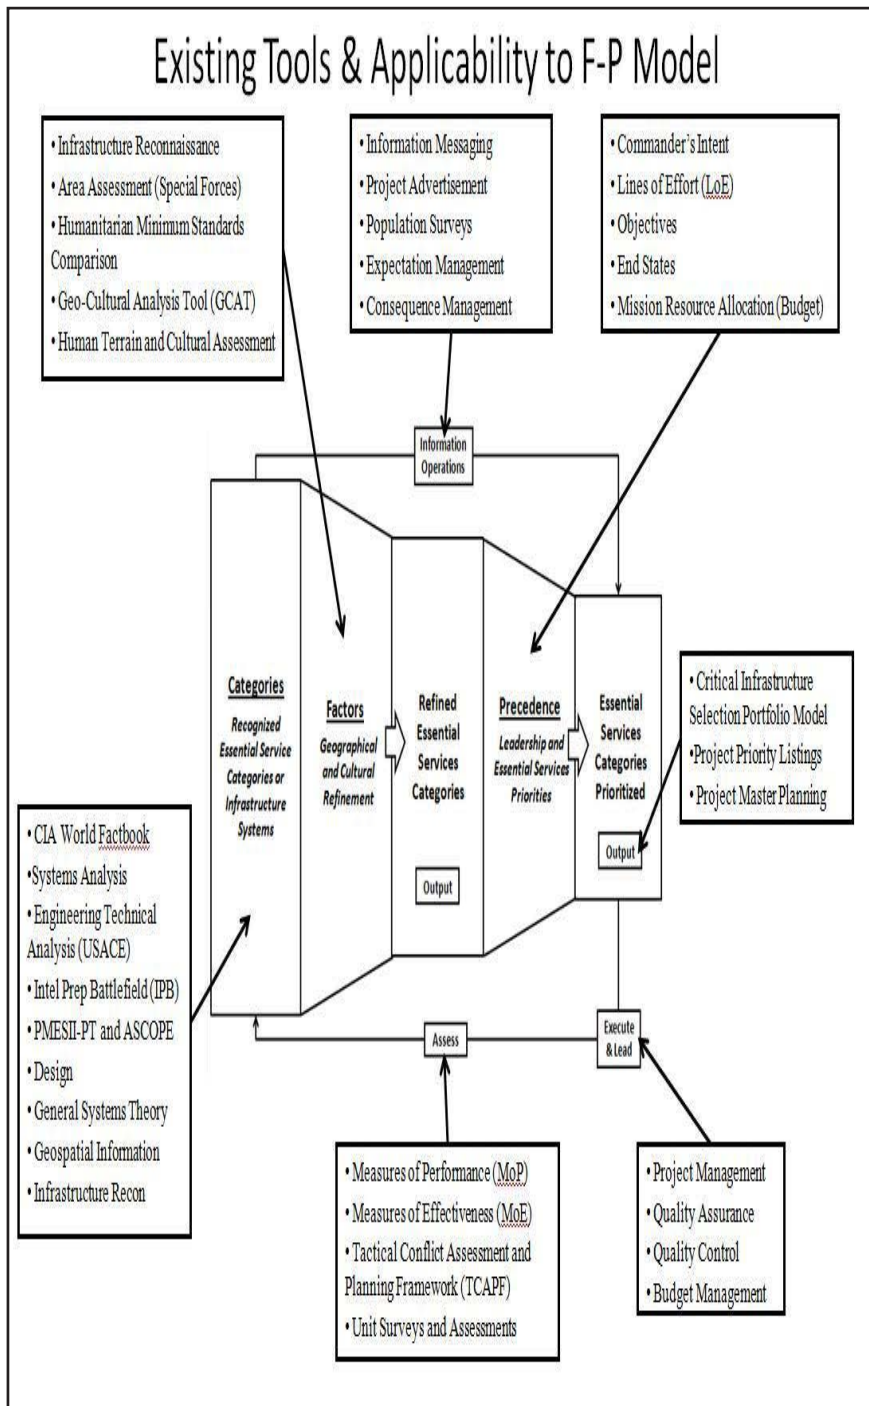 Existing Tools & Applicability to F-P Model
• Infrastructure Reconnaissance
• Area Assessment (Special Forces)
• Humanitarian Minimum Standards
Comparison
• Geo-Cultural Analysis Tool (GCAT)
• Human Terrain and Cultural Assessment
• Information Messaging
• Project Advertisement
• Population Surveys
• Expectation Management
• Consequence Management
• Commander's Intent
• Lines of Effort (LoE)
• Objectives
• End States
• Mission Resource Allocation (Budget)
Information
Operations
Categories
Recognized
Essential Service
Categories or
Infrastructure
Systems
Factors
Geographical
and Cultural
Refinement
Refined
Essential
Services
Categories
Output
Precedence
Leadership and
Essential Services
Priorities
Essential
Services
Categories
Prioritized
Output
• Critical Infrastructure
Selection Portfolio Model
•Project Priority Listings
• Project Master Planning
• CIA World Factbook
•Systems Analysis
• Engineering Technical
Analysis (USACE)
• Intel Prep Battlefield (IPB)
• PMESII-PT and ASCOPE
• Design
• General Systems Theory
• Geospatial Information
• Infrastructure Recon
Assess
Execute
& Lead
• Measures of Performance (MoP)
• Measures of Effectiveness (MoE)
• Tactical Conflict Assessment and
Planning Framework (TCAPF)
• Unit Surveys and Assessments
• Project Management
• Quality Assurance
• Quality Control
• Budget Management